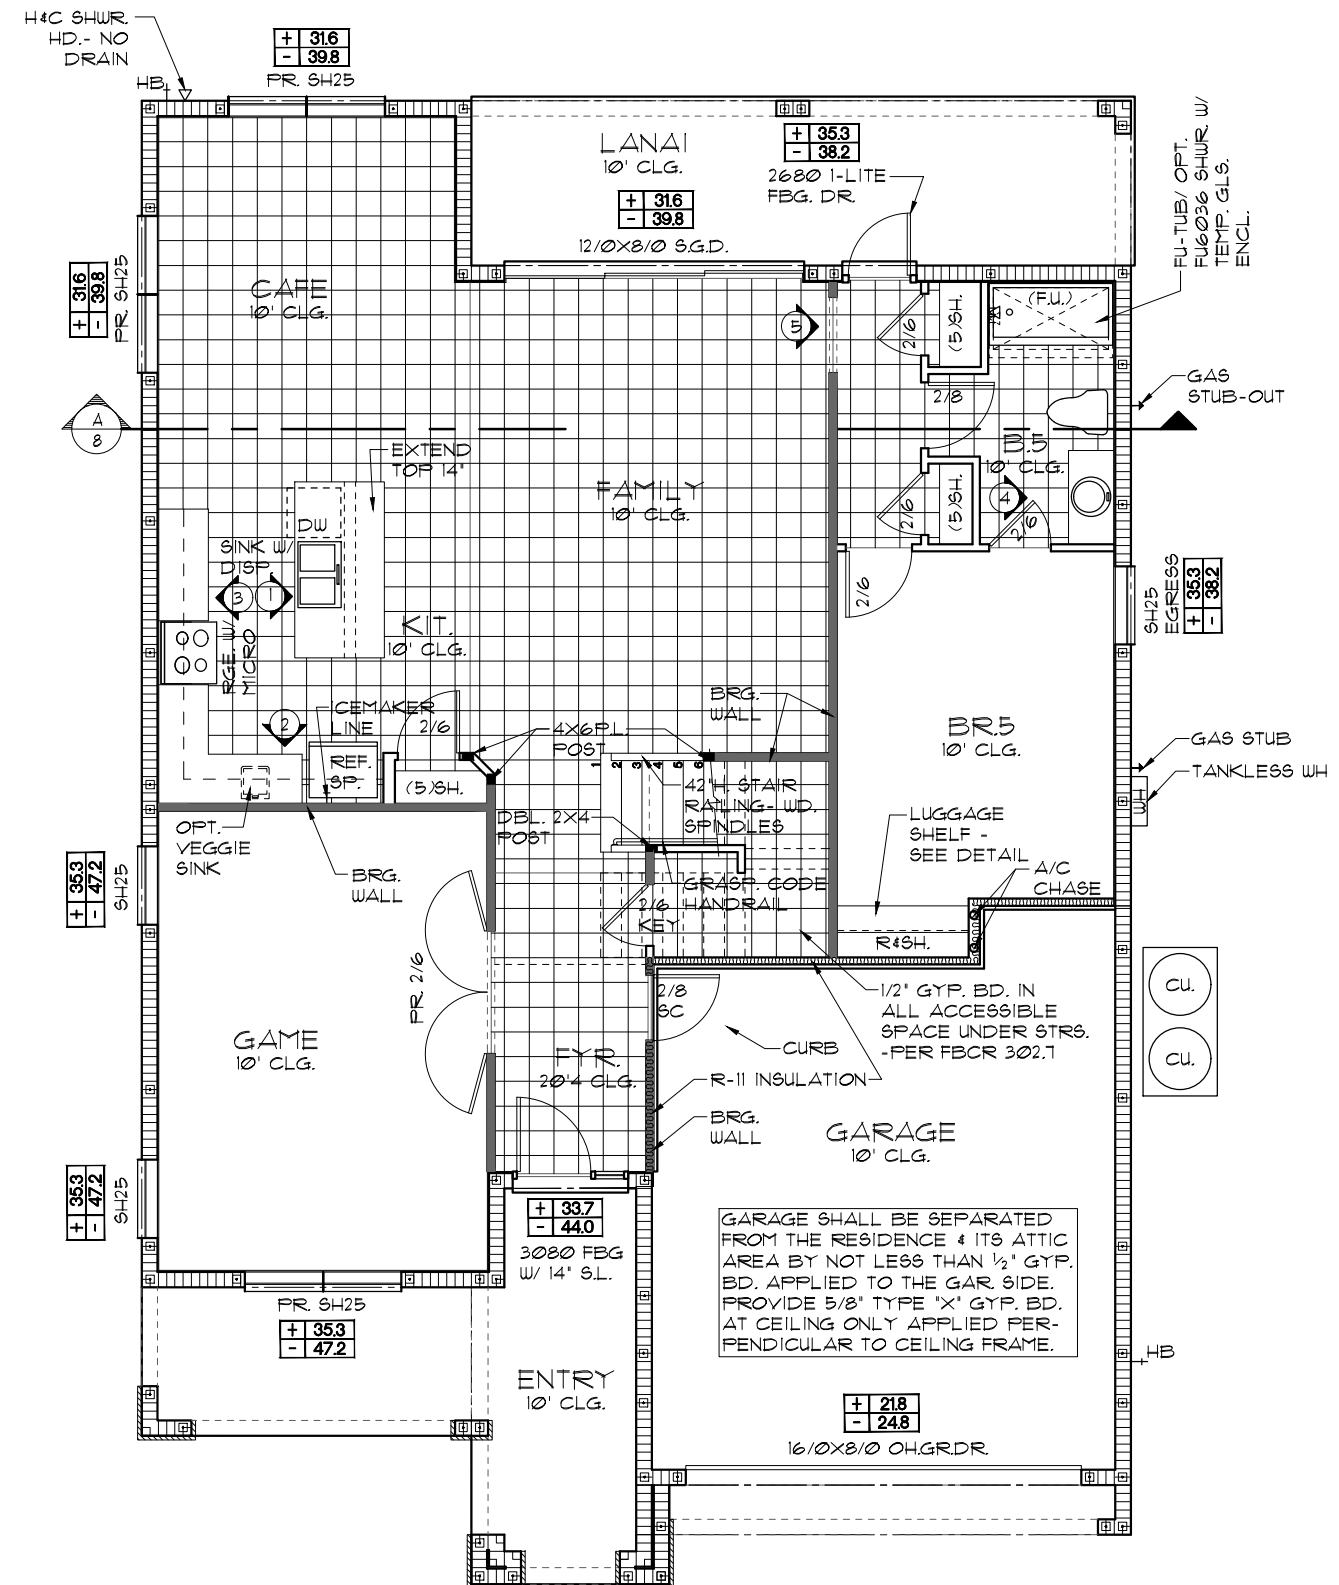 H&C SHWR.
HD.- NO
DRAIN
HB
+ 31.6
- 39.8
PR. SH25
LANAI
10' CLG.
+ 35.3
- 38.2
2680 1-LITE
FBG. DR.
+ 31.6
- 39.8
12/0X8/0 S.G.D.
FU-TUB/ OPT.
FU6036 SHWR. W/
TEMP. GLS.
ENCL.
+ 31.6
- 39.8
PR. SH25
CAFE
10' CLG.
5
2/6
(5)SH.
(F.U.)
2/8
GAS
STUB-OUT
A
8
EXTEND
TOP 14"
FAMILY
10' CLG.
B.5
10' CLG.
4
2/6
(5)SH.
2/6
2/6
DW
SINK W/
DISP.
3
1
KIT.
10' CLG.
RGE. W/
MICRO
SH25
EGRESS
+ 35.3
- 38.2
2
ICEMAKER
LINE
2/6
REF.
SP.
(5)SH.
4X6 P.L.
POST
BRG.
WALL
BR.5
10' CLG.
GAS STUB
TANKLESS WH
WH
1
2
3
4
5
6
42"H. STAIR
RAILING- WD.
SPINDLES
DBL. 2X4
POST
OPT.
VEGGIE
SINK
BRG.
WALL
LUGGAGE
SHELF -
SEE DETAIL
A/C
CHASE
+ 35.3
- 47.2
SH25
GRASP. CODE
HANDRAIL
2/6
KEY
R&SH.
PR. 2/6
2/8
SC
1/2" GYP. BD. IN
ALL ACCESSIBLE
SPACE UNDER STRS.
-PER FBCR 302.7
CU.
CU.
GAME
10' CLG.
FYR.
20'4 CLG.
CURB
R-11 INSULATION
BRG.
WALL
GARAGE
10' CLG.
+ 35.3
- 47.2
SH25
+ 33.7
- 44.0
3080 FBG
W/ 14" S.L.
GARAGE SHALL BE SEPARATED
FROM THE RESIDENCE & ITS ATTIC
AREA BY NOT LESS THAN ½" GYP.
BD. APPLIED TO THE GAR. SIDE.
PROVIDE 5/8" TYPE "X" GYP. BD.
AT CEILING ONLY APPLIED PER-
PENDICULAR TO CEILING FRAME.
PR. SH25
+ 35.3
- 47.2
HB
ENTRY
10' CLG.
+ 21.8
- 24.8
16/0X8/0 OH.GR.DR.